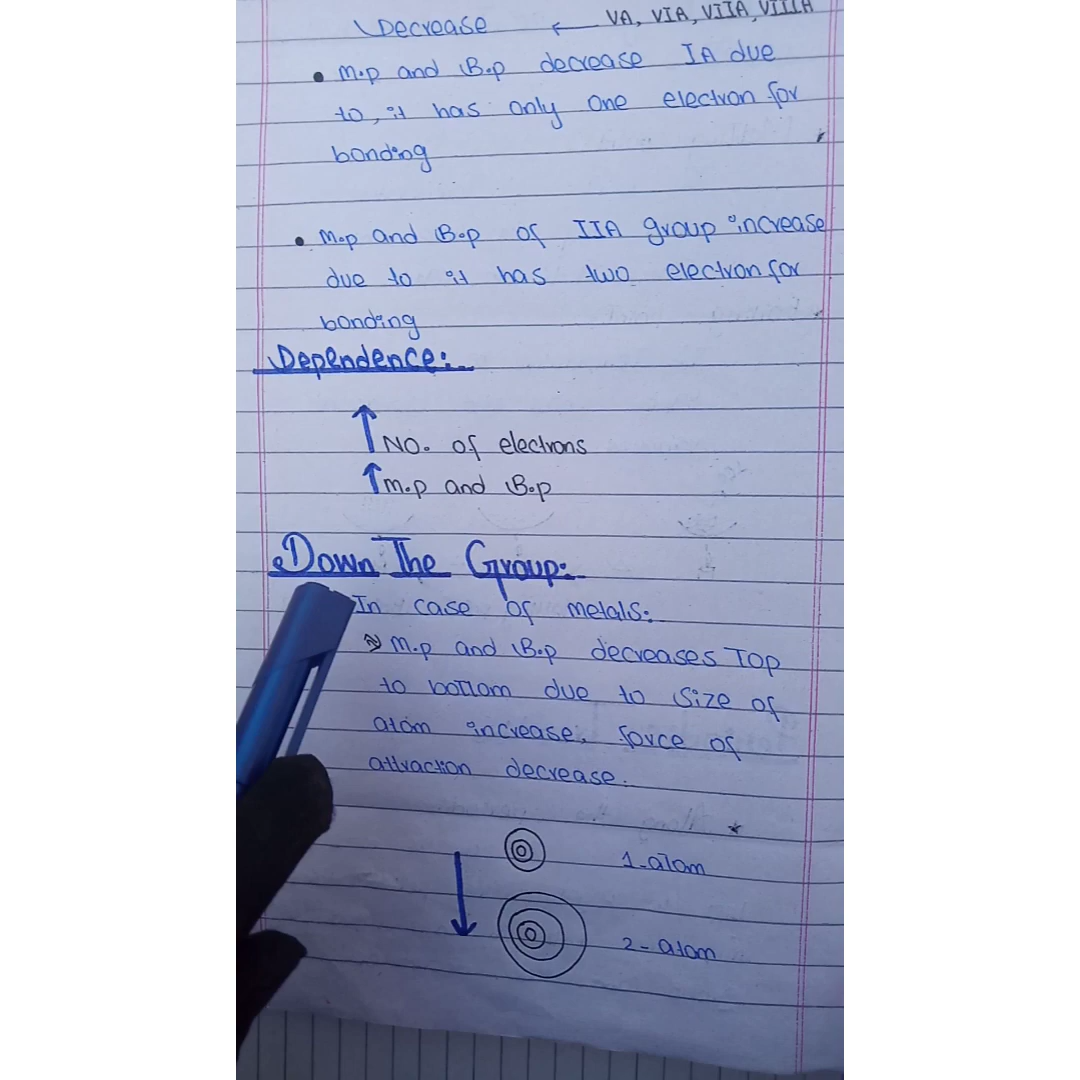 Decrease ← VA, VIA, VIIA, VIIIA
• M.p and B.p decrease IA due
to, it has only one electron for
bonding
• M.p and B.p of IIA group increase
due to it has two electron for
bonding
Dependence:
↑ NO. of electrons
↑ M.p and B.p
Down The Group:
In case of metals:
M.p and B.p decreases Top
to bottom due to size of
atom increase, force of
attraction decrease.
1-atom
2-atom